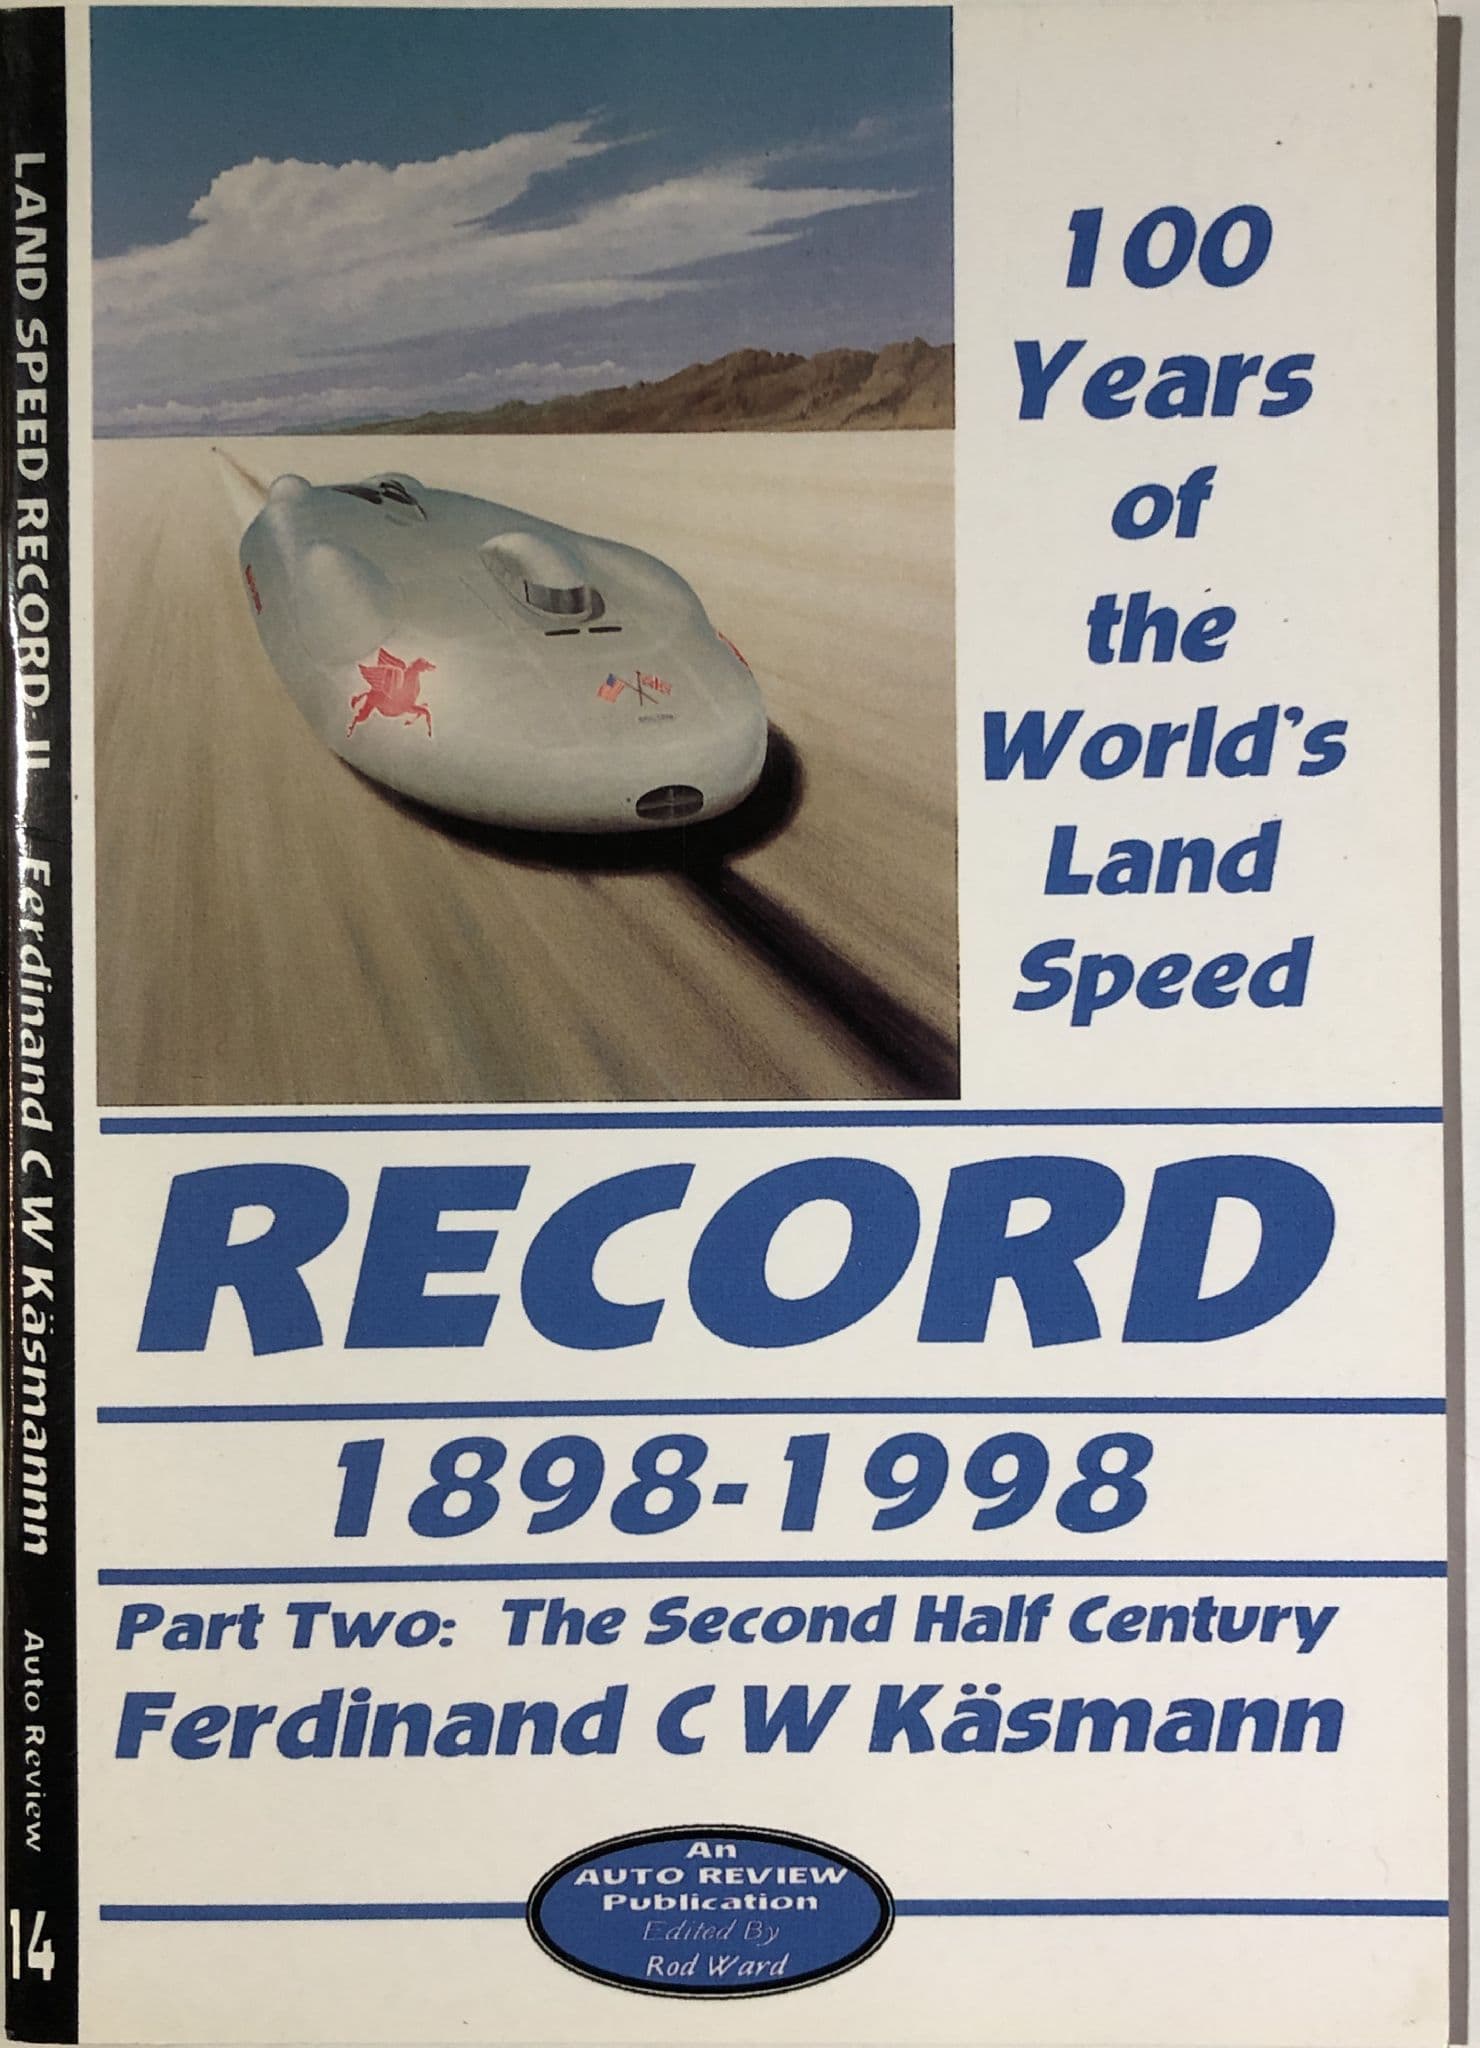 LAND SPEED RECORD-II Ferdinand C W Käsmann Auto Review
14
100
Years
of
the
World's
Land
Speed
RECORD
1898-1998
Part Two: The Second Half Century
Ferdinand C W Käsmann
An
AUTO REVIEW
Publication
Edited By
Rod Ward